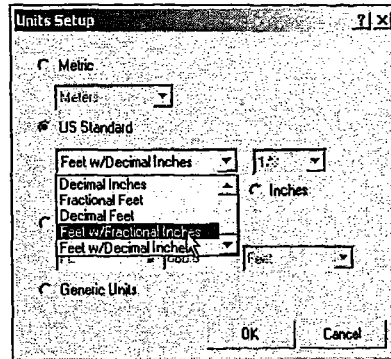 Units Setup
Metric
Meters
US Standard
Feet w/Decimal Inches
Decimal Inches
Fractional Feet
Decimal Feet
Feet w/Fractional Inches
Feet w/Decimal Inches
Inches
Feet
Generic Units
OK Cancel